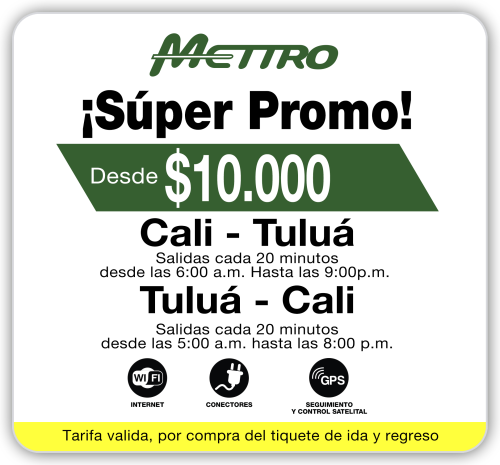 METTRO
¡Súper Promo!
Desde $10.000
Cali - Tuluá
Salidas cada 20 minutos
desde las 6:00 a.m. Hasta las 9:00p.m.
Tuluá - Cali
Salidas cada 20 minutos
desde las 5:00 a.m. hasta las 8:00 p.m.
WiFi GPS
INTERNET CONECTORES SEGUIMIENTO
Y CONTROL SATELITAL
Tarifa valida, por compra del tiquete de ida y regreso